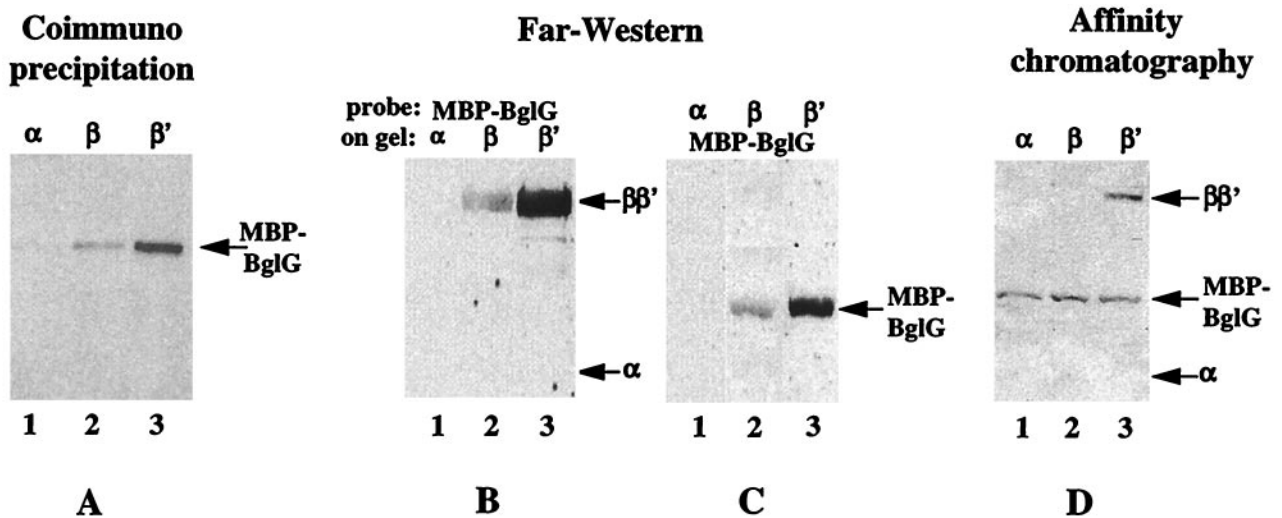 Coimmuno
precipitation
α β β’
MBP-
BglG
1 2 3
A
Far-Western
probe: MBP-BglG
on gel: α β β’
ββ’
α
1 2 3
B
α β β’
MBP-BglG
MBP-
BglG
1 2 3
C
Affinity
chromatography
α β β’
ββ’
MBP-
BglG
α
1 2 3
D